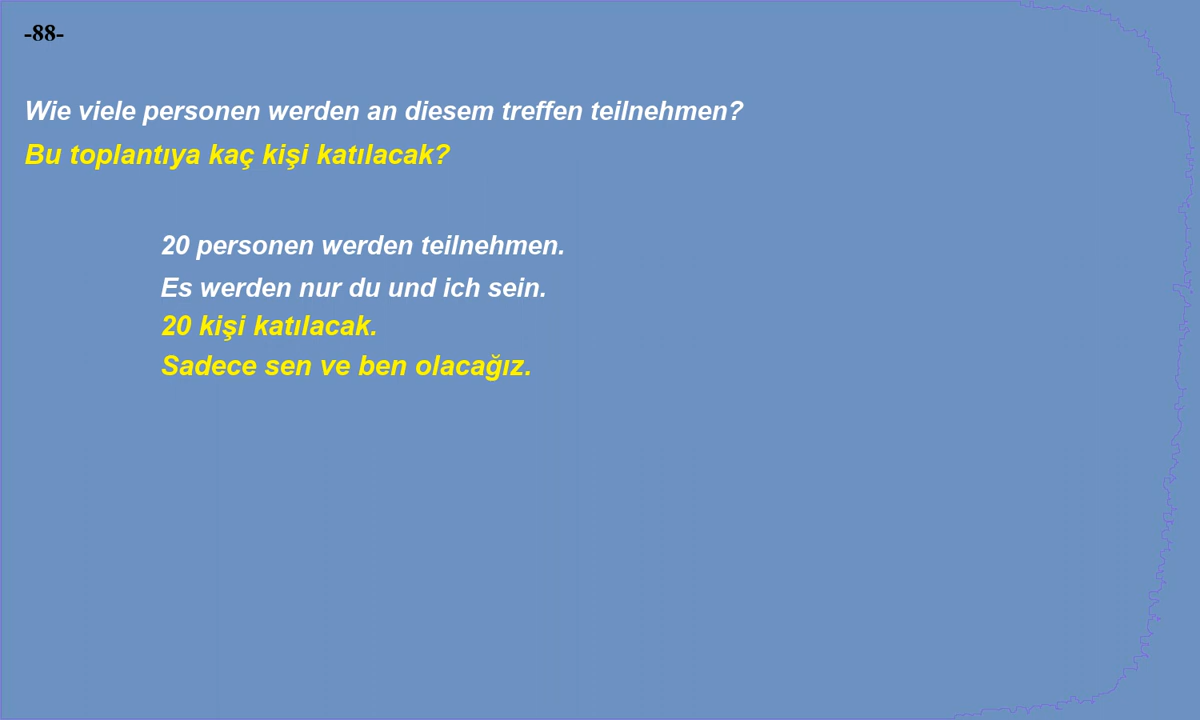 -88-
Wie viele personen werden an diesem treffen teilnehmen?
Bu toplantıya kaç kişi katılacak?
20 personen werden teilnehmen.
Es werden nur du und ich sein.
20 kişi katılacak.
Sadece sen ve ben olacağız.